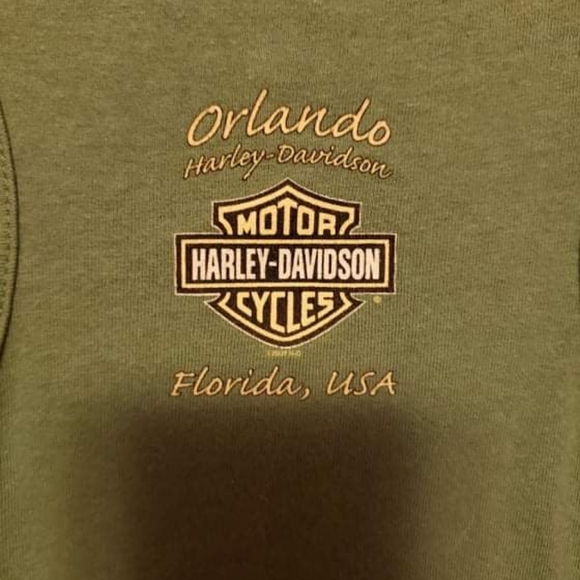 Orlando
Harley-Davidson
MOTOR
HARLEY-DAVIDSON
CYCLES
®
Florida, USA